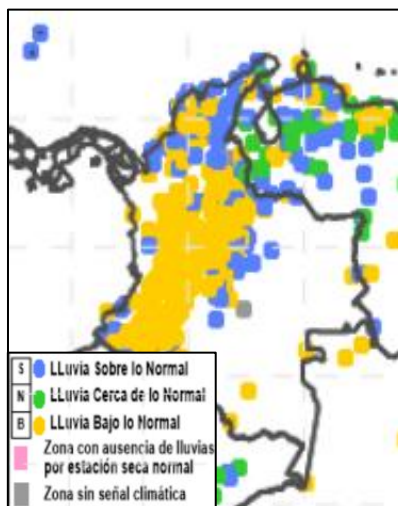 S LLuvia Sobre lo Normal
N LLuvia Cerca de lo Normal
B LLuvia Bajo lo Normal
Zona con ausencia de lluvias
por estación seca normal
Zona sin señal climática